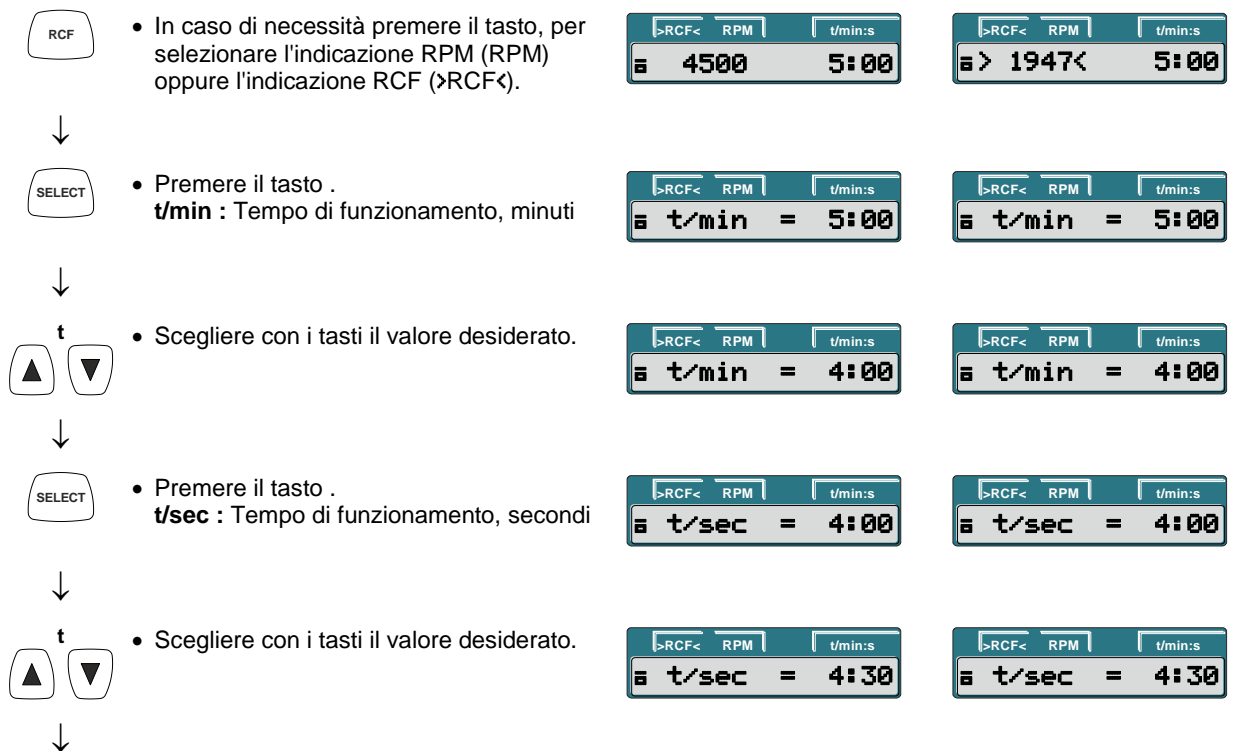 RCF
• In caso di necessità premere il tasto, per
selezionare l'indicazione RPM (RPM)
oppure l'indicazione RCF (>RCF<).
>RCF< RPM t/min:s
4500 5:00
>RCF< RPM t/min:s
> 1947< 5:00
↓
SELECT
• Premere il tasto .
t/min : Tempo di funzionamento, minuti
>RCF< RPM t/min:s
t/min = 5:00
>RCF< RPM t/min:s
t/min = 5:00
↓
t
▲ ▼
• Scegliere con i tasti il valore desiderato.
>RCF< RPM t/min:s
t/min = 4:00
>RCF< RPM t/min:s
t/min = 4:00
↓
SELECT
• Premere il tasto .
t/sec : Tempo di funzionamento, secondi
>RCF< RPM t/min:s
t/sec = 4:00
>RCF< RPM t/min:s
t/sec = 4:00
↓
t
▲ ▼
• Scegliere con i tasti il valore desiderato.
>RCF< RPM t/min:s
t/sec = 4:30
>RCF< RPM t/min:s
t/sec = 4:30
↓